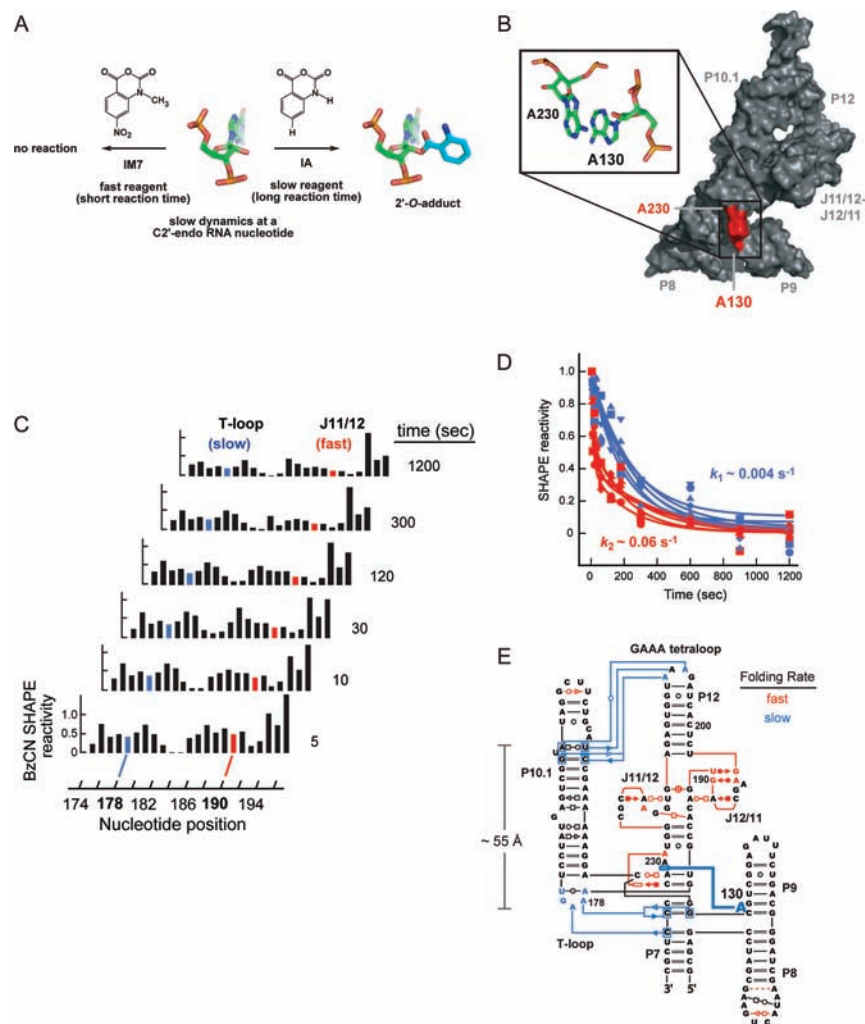 A
B
O
O
O
N
CH3
NO2
IM7
fast reagent
(short reaction time)
no reaction
slow dynamics at a
C2'-endo RNA nucleotide
O
O
O
N
H
H
IA
slow reagent
(long reaction time)
2'-O-adduct
A230
A130
P10.1
P12
J11/12-
J12/11
A230
P8
P9
A130
C
T-loop
(slow)
J11/12
(fast)
time (sec)
1200
300
120
30
10
5
BzCN SHAPE
reactivity
1.0
0.5
0
174 178 182 186 190 194
Nucleotide position
D
SHAPE reactivity
1.0
0.8
0.6
0.4
0.2
0
k1 ~ 0.004 s-1
k2 ~ 0.06 s-1
0 200 400 600 800 1000 1200
Time (sec)
E
GAAA tetraloop
Folding Rate
fast
slow
P12
200
P10.1
J11/12
190
J12/11
~ 55 Å
230
130
A
P9
178
T-loop
P7
P8
3' 5'